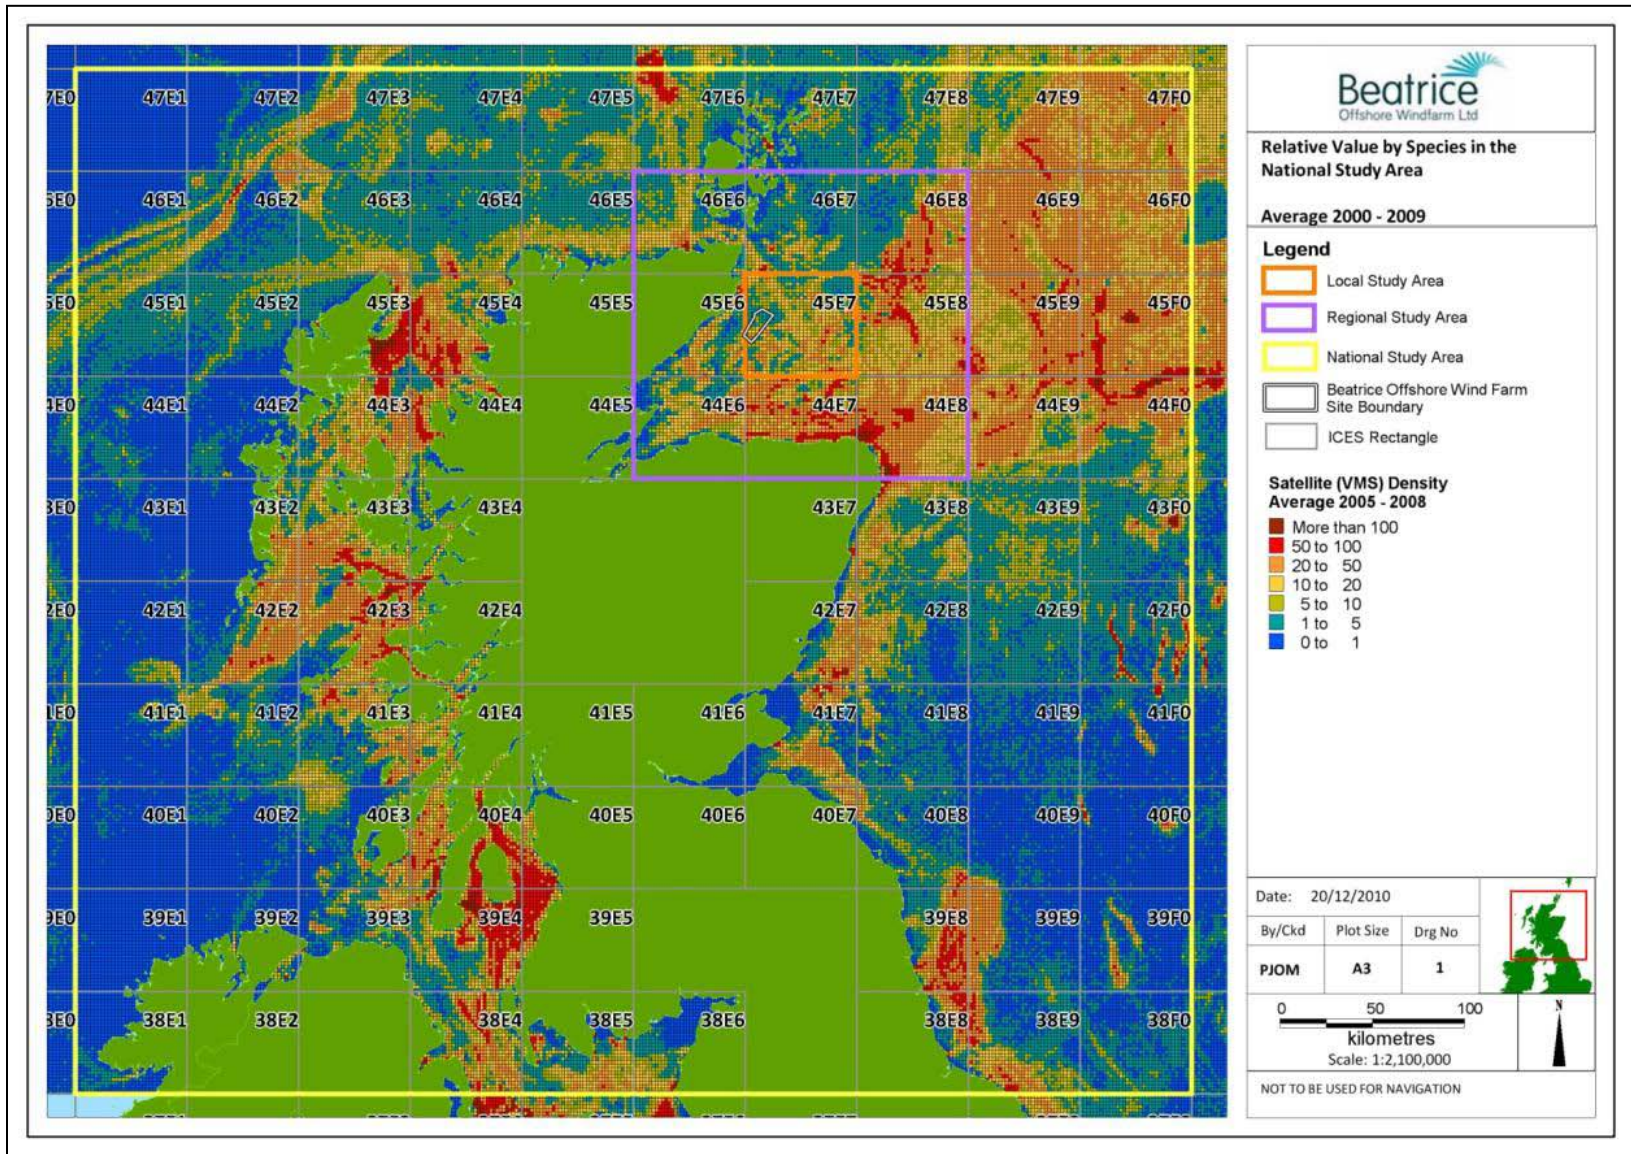 7E0 47E1 47E2 47E3 47E4 47E5 47E6 47E7 47E8 47E9 47F0
6E0 46E1 46E2 46E3 46E4 46E5 46E6 46E7 46E8 46E9 46F0
5E0 45E1 45E2 45E3 45E4 45E5 45E6 45E7 45E8 45E9 45F0
4E0 44E1 44E2 44E3 44E4 44E5 44E6 44E7 44E8 44E9 44F0
3E0 43E1 43E2 43E3 43E4 43E7 43E8 43E9 43F0
2E0 42E1 42E2 42E3 42E4 42E7 42E8 42E9 42F0
1E0 41E1 41E2 41E3 41E4 41E5 41E6 41E7 41E8 41E9 41F0
0E0 40E1 40E2 40E3 40E4 40E5 40E6 40E7 40E8 40E9 40F0
9E0 39E1 39E2 39E3 39E4 39E5 39E8 39E9 39F0
8E0 38E1 38E2 38E4 38E5 38E6 38E8 38E9 38F0
Beatrice
Offshore Windfarm Ltd
Relative Value by Species in the
National Study Area
Average 2000 - 2009
Legend
Local Study Area
Regional Study Area
National Study Area
Beatrice Offshore Wind Farm
Site Boundary
ICES Rectangle
Satellite (VMS) Density
Average 2005 - 2008
More than 100
50 to 100
20 to 50
10 to 20
5 to 10
1 to 5
0 to 1
Date: 20/12/2010
By/Ckd Plot Size Drg No
PJOM A3 1
0 50 100
kilometres
Scale: 1:2,100,000
N
NOT TO BE USED FOR NAVIGATION